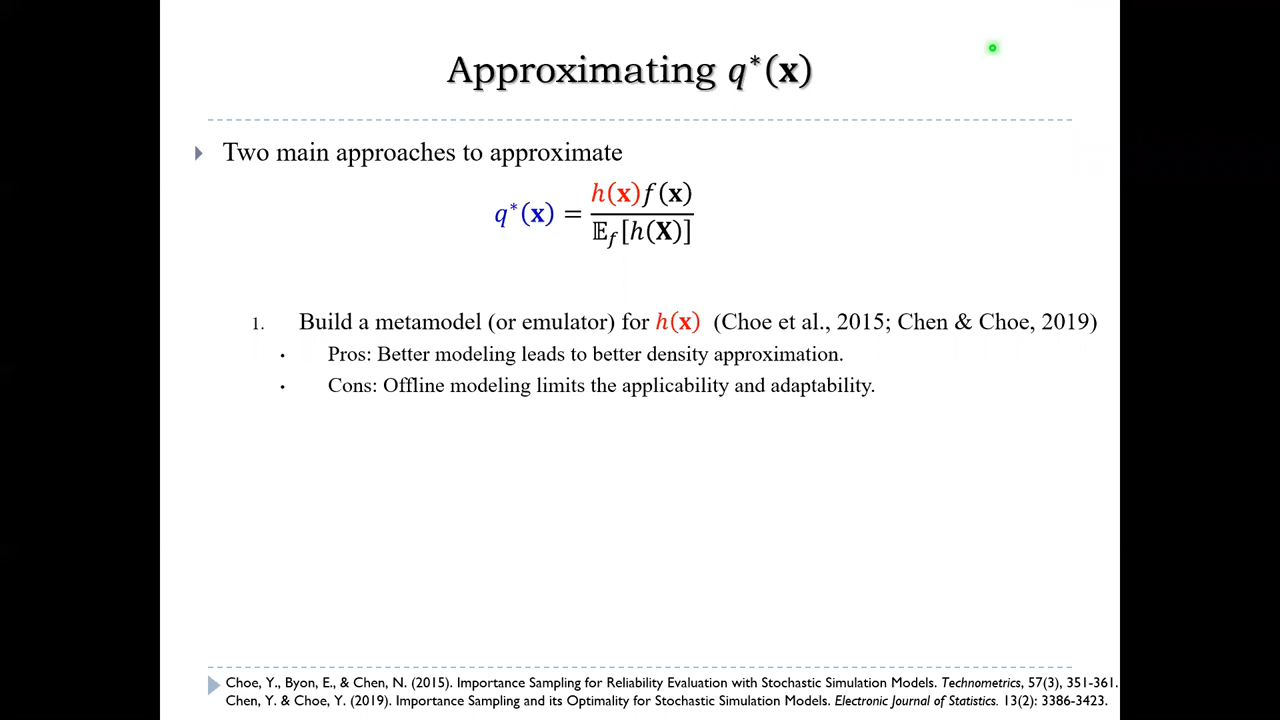 Approximating q*(x)
Two main approaches to approximate
q*(x) = h(x)f(x) / 𝔼_f[h(X)]
1. Build a metamodel (or emulator) for h(x) (Choe et al., 2015; Chen & Choe, 2019)
• Pros: Better modeling leads to better density approximation.
• Cons: Offline modeling limits the applicability and adaptability.
Choe, Y., Byon, E., & Chen, N. (2015). Importance Sampling for Reliability Evaluation with Stochastic Simulation Models. Technometrics, 57(3), 351-361.
Chen, Y. & Choe, Y. (2019). Importance Sampling and its Optimality for Stochastic Simulation Models. Electronic Journal of Statistics. 13(2): 3386-3423.